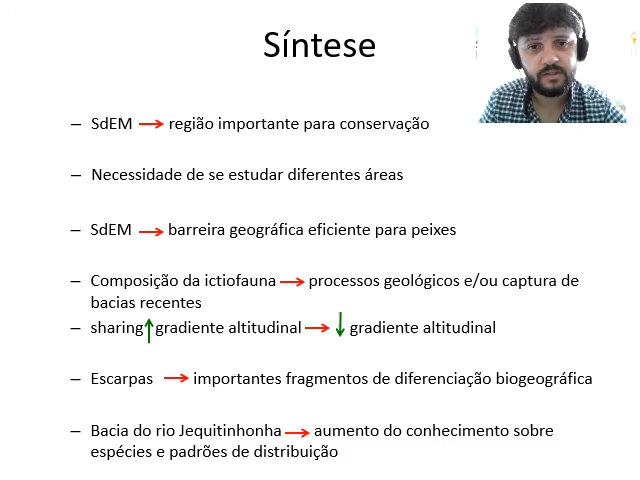 Síntese
– SdEM → região importante para conservação
– Necessidade de se estudar diferentes áreas
– SdEM → barreira geográfica eficiente para peixes
– Composição da ictiofauna → processos geológicos e/ou captura de
bacias recentes
– sharing ↑ gradiente altitudinal → ↓ gradiente altitudinal
– Escarpas → importantes fragmentos de diferenciação biogeográfica
– Bacia do rio Jequitinhonha → aumento do conhecimento sobre
espécies e padrões de distribuição